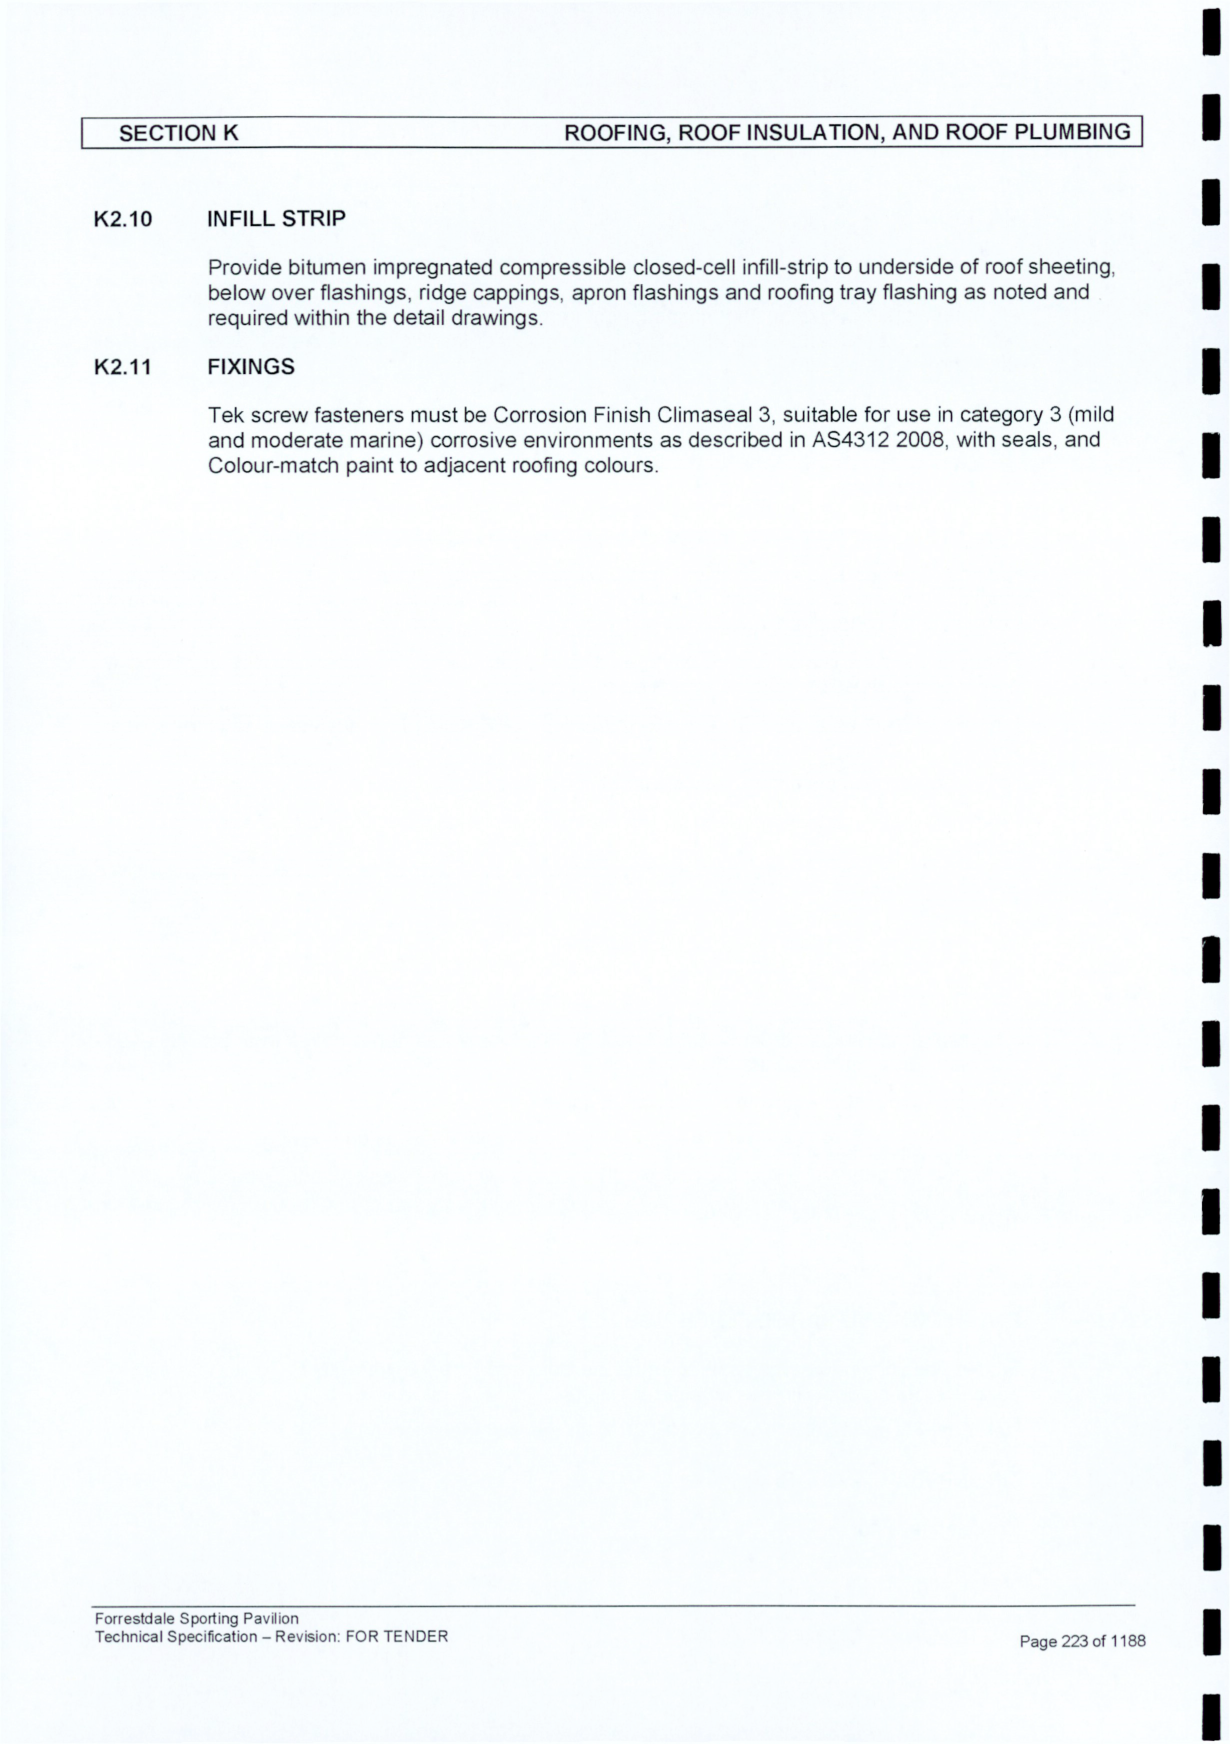 SECTION K ROOFING, ROOF INSULATION, AND ROOF PLUMBING
K2.10 INFILL STRIP
Provide bitumen impregnated compressible closed-cell infill-strip to underside of roof sheeting,
below over flashings, ridge cappings, apron flashings and roofing tray flashing as noted and
required within the detail drawings.
K2.11 FIXINGS
Tek screw fasteners must be Corrosion Finish Climaseal 3, suitable for use in category 3 (mild
and moderate marine) corrosive environments as described in AS4312 2008, with seals, and
Colour-match paint to adjacent roofing colours.
Forrestdale Sporting Pavilion
Technical Specification – Revision: FOR TENDER
Page 223 of 1188